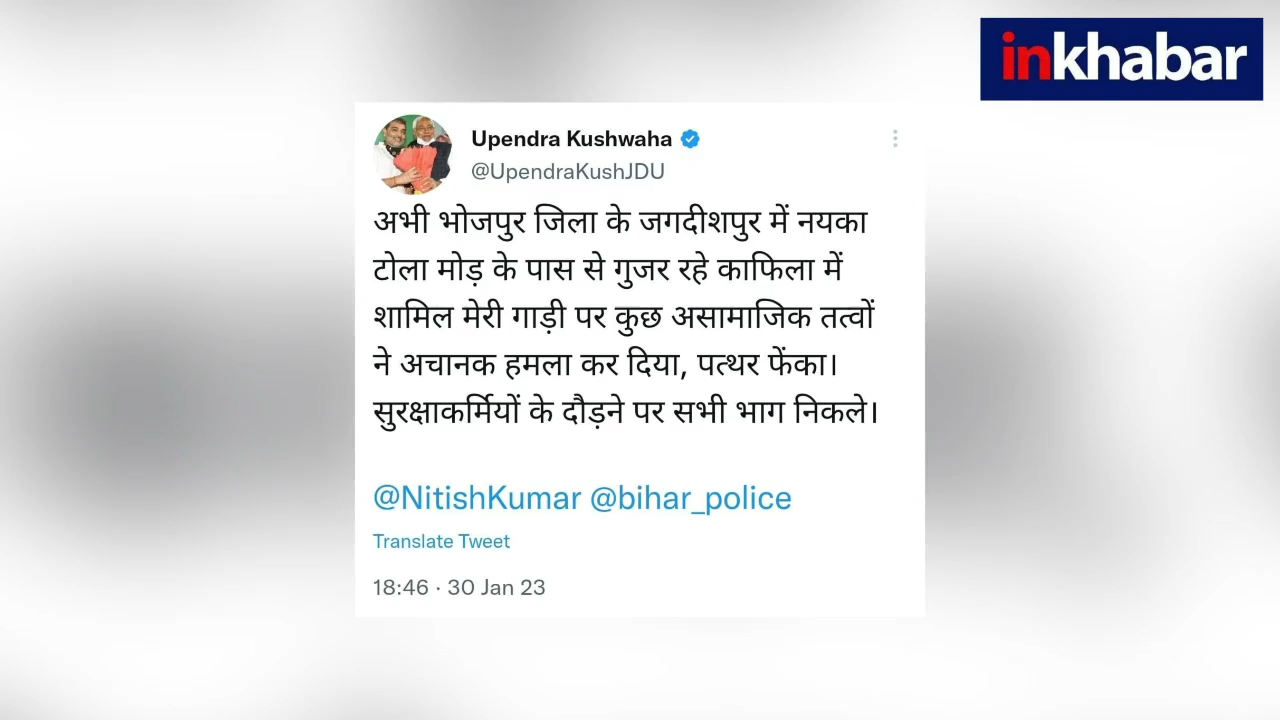 inkhabar
Upendra Kushwaha
@UpendraKushJDU
अभी भोजपुर जिला के जगदीशपुर में नयका
टोला मोड़ के पास से गुजर रहे काफिला में
शामिल मेरी गाड़ी पर कुछ असामाजिक तत्वों
ने अचानक हमला कर दिया, पत्थर फेंका।
सुरक्षाकर्मियों के दौड़ने पर सभी भाग निकले।
@NitishKumar @bihar_police
Translate Tweet
18:46 · 30 Jan 23